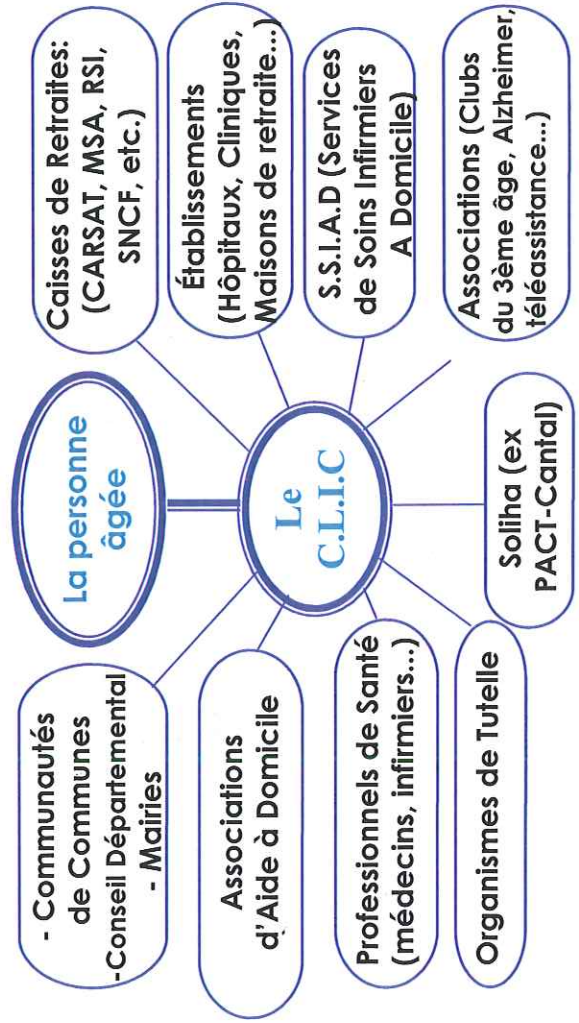 La personne
âgée
Le
C.L.I.C
- Communautés
de Communes
-Conseil Départemental
- Mairies
Associations
d'Aide à Domicile
Professionnels de Santé
(médecins, infirmiers...)
Organismes de Tutelle
Soliha (ex
PACT-Cantal)
Caisses de Retraites:
(CARSAT, MSA, RSI,
SNCF, etc.)
Établissements
(Hôpitaux, Cliniques,
Maisons de retraite...)
S.S.I.A.D (Services
de Soins Infirmiers
A Domicile)
Associations (Clubs
du 3ème âge, Alzheimer,
téléassistance...)